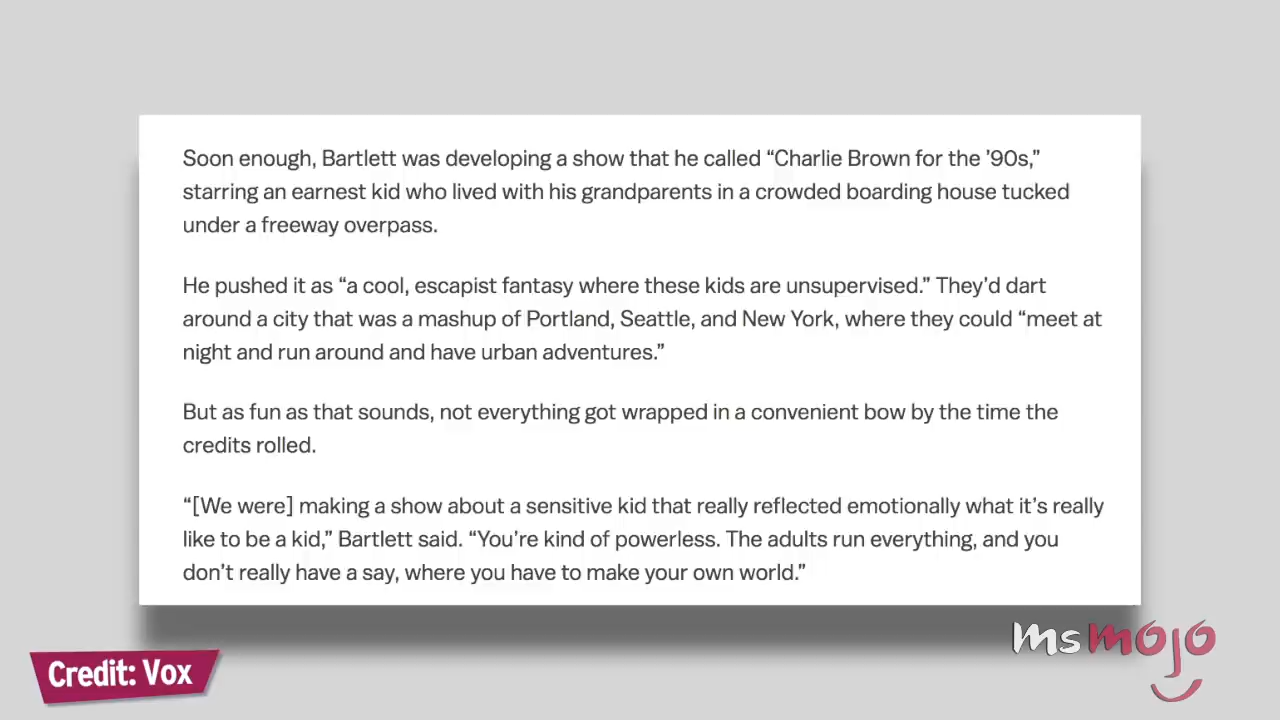 Soon enough, Bartlett was developing a show that he called “Charlie Brown for the ’90s,”
starring an earnest kid who lived with his grandparents in a crowded boarding house tucked
under a freeway overpass.
He pushed it as “a cool, escapist fantasy where these kids are unsupervised.” They’d dart
around a city that was a mashup of Portland, Seattle, and New York, where they could “meet at
night and run around and have urban adventures.”
But as fun as that sounds, not everything got wrapped in a convenient bow by the time the
credits rolled.
“[We were] making a show about a sensitive kid that really reflected emotionally what it’s really
like to be a kid,” Bartlett said. “You’re kind of powerless. The adults run everything, and you
don’t really have a say, where you have to make your own world.”
Credit: Vox
msmojo